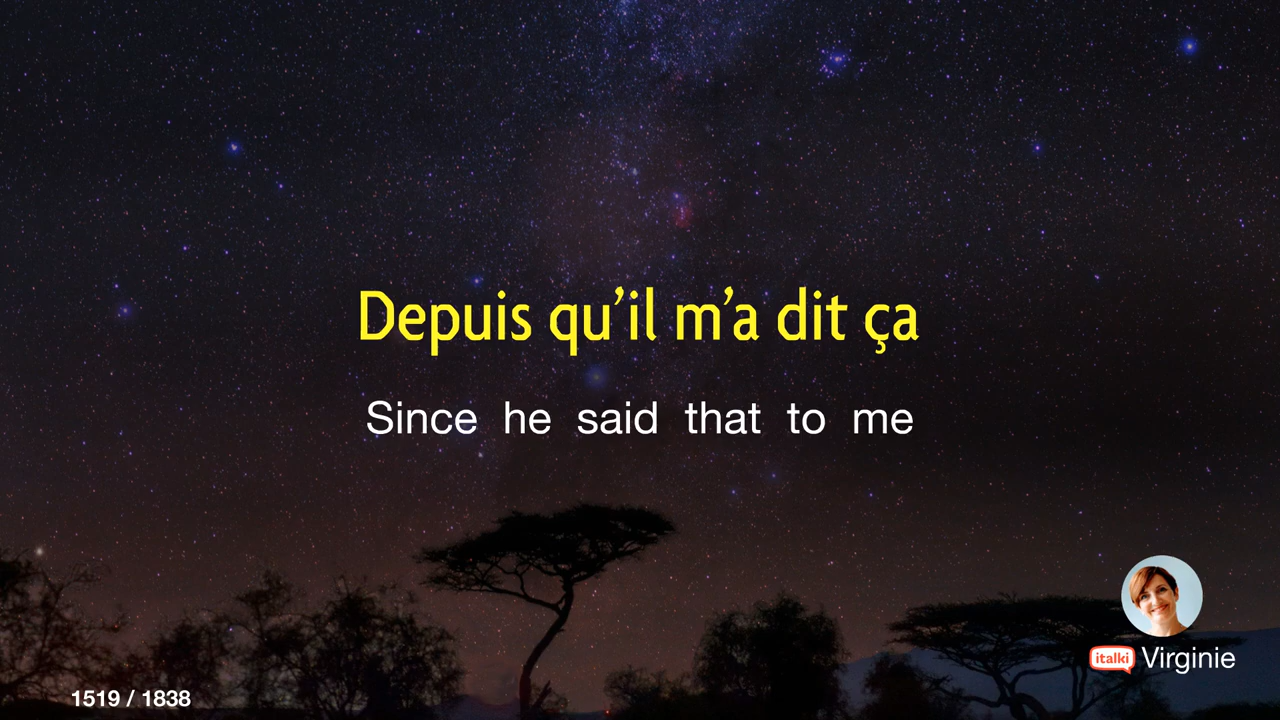 Depuis qu’il m’a dit ça
Since he said that to me
italki Virginie
1519 / 1838